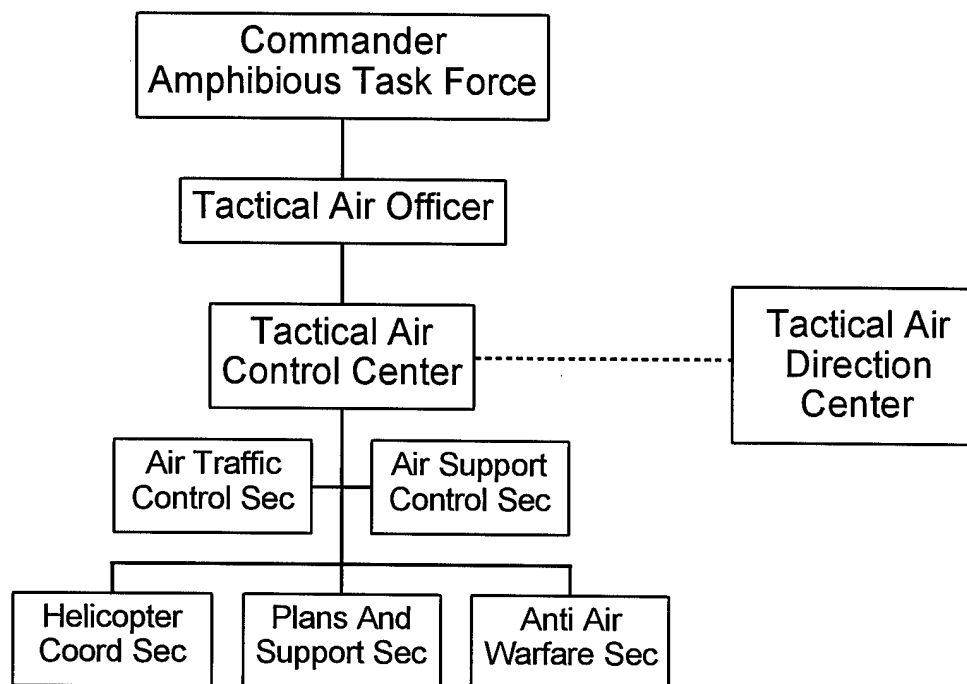 Commander
Amphibious Task Force
Tactical Air Officer
Tactical Air
Control Center
Tactical Air
Direction
Center
Air Traffic
Control Sec
Air Support
Control Sec
Helicopter
Coord Sec
Plans And
Support Sec
Anti Air
Warfare Sec